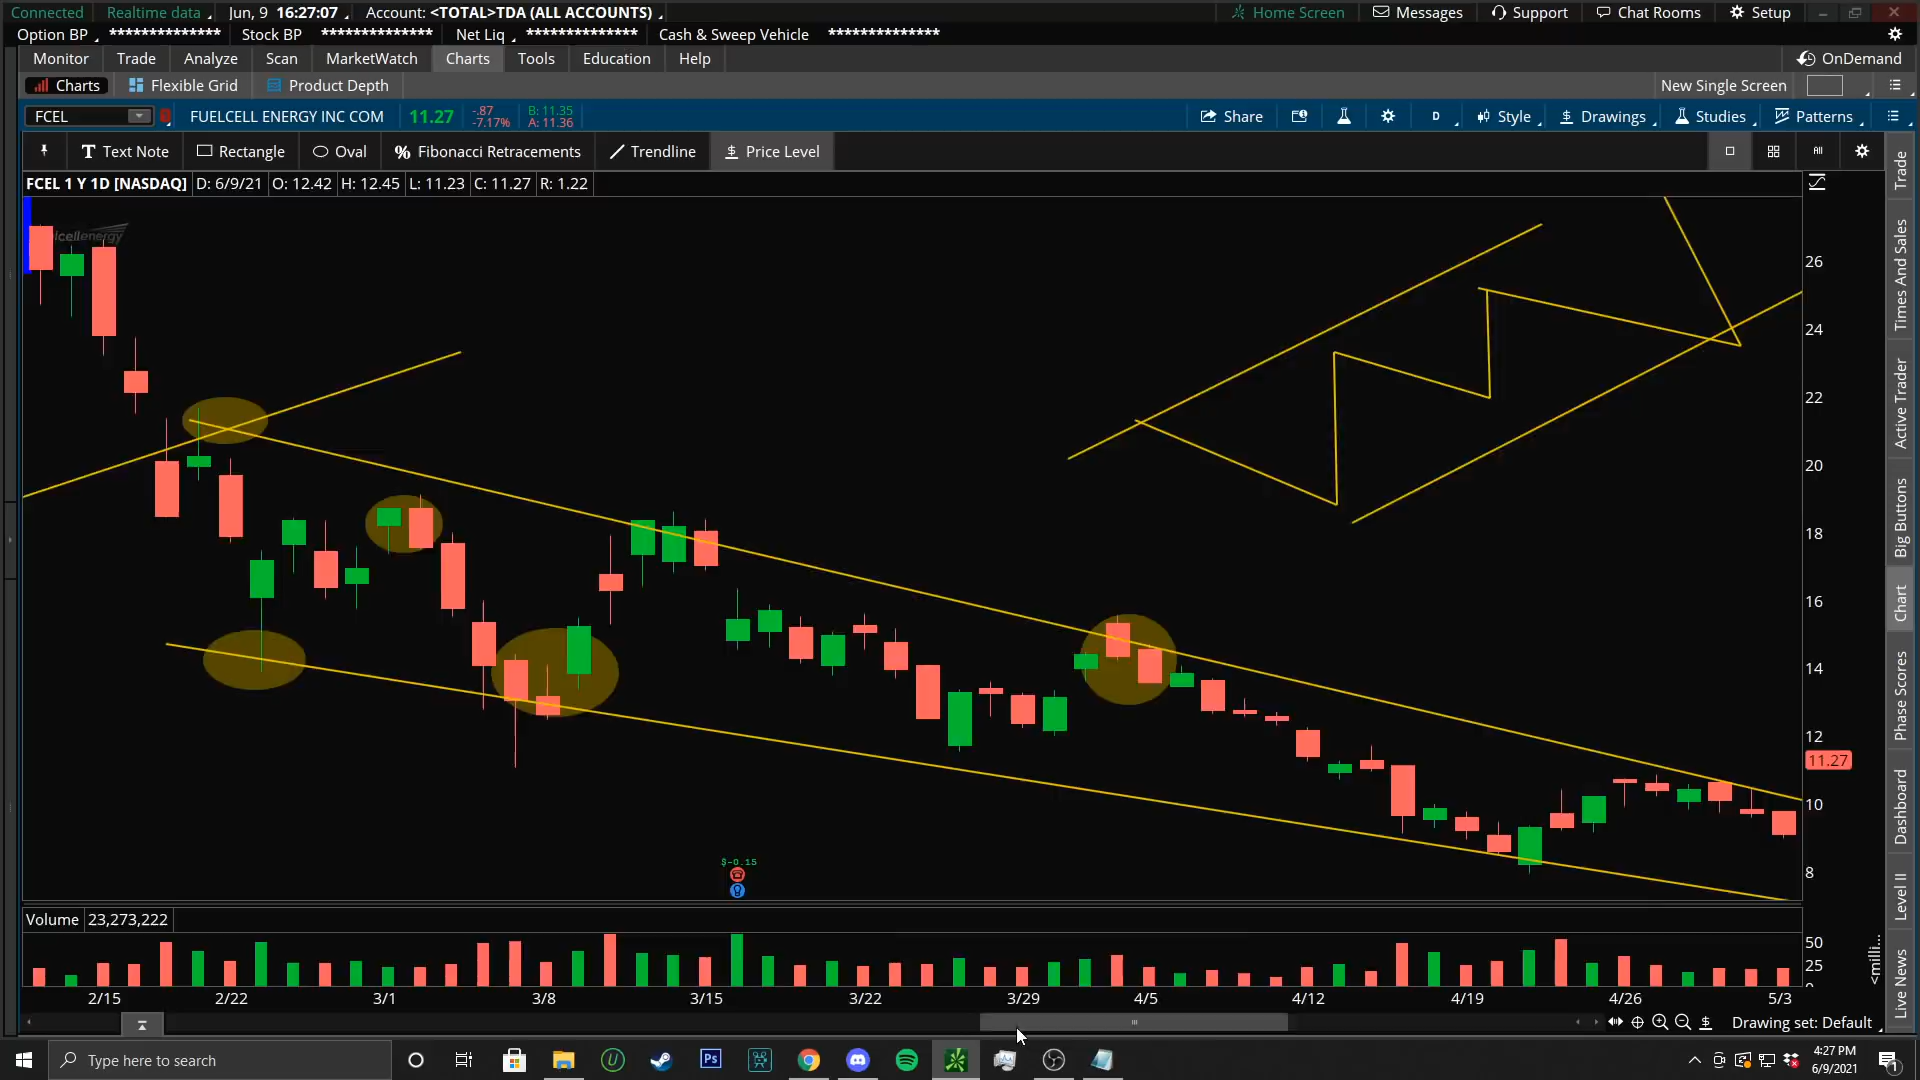 Connected Realtime data Jun, 9 16:27:07 Account: <TOTAL>TDA (ALL ACCOUNTS) Home Screen Messages Support Chat Rooms Setup
Option BP ************** Stock BP ************** Net Liq ************** Cash & Sweep Vehicle **************
Monitor Trade Analyze Scan MarketWatch Charts Tools Education Help OnDemand
Charts Flexible Grid Product Depth New Single Screen
FCEL FUELCELL ENERGY INC COM 11.27 -.87 -7.17% B: 11.35 A: 11.36 Share D Style Drawings Studies Patterns
T Text Note Rectangle Oval % Fibonacci Retracements Trendline $ Price Level All
FCEL 1 Y 1D [NASDAQ] D: 6/9/21 O: 12.42 H: 12.45 L: 11.23 C: 11.27 R: 1.22
lcellenergy
26
24
22
20
18
16
14
12
11.27
10
8
$-0.15
Volume 23,273,222
50
25
0
<milli...
2/15 2/22 3/1 3/8 3/15 3/22 3/29 4/5 4/12 4/19 4/26 5/3
Drawing set: Default
Trade
Times And Sales
Active Trader
Big Buttons
Chart
Phase Scores
Dashboard
Level II
Live News
Type here to search
Ps
4:27 PM
6/9/2021
1